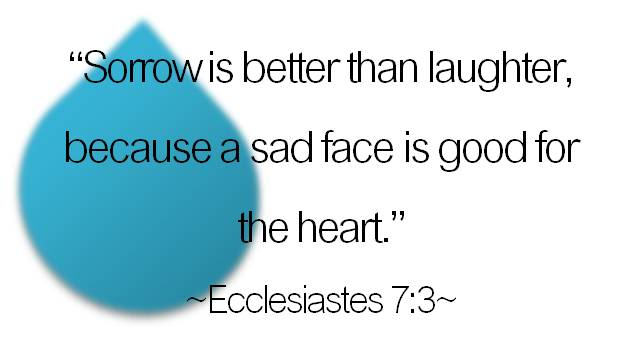 “Sorrow is better than laughter,
because a sad face is good for
the heart.”
~Ecclesiastes 7:3~